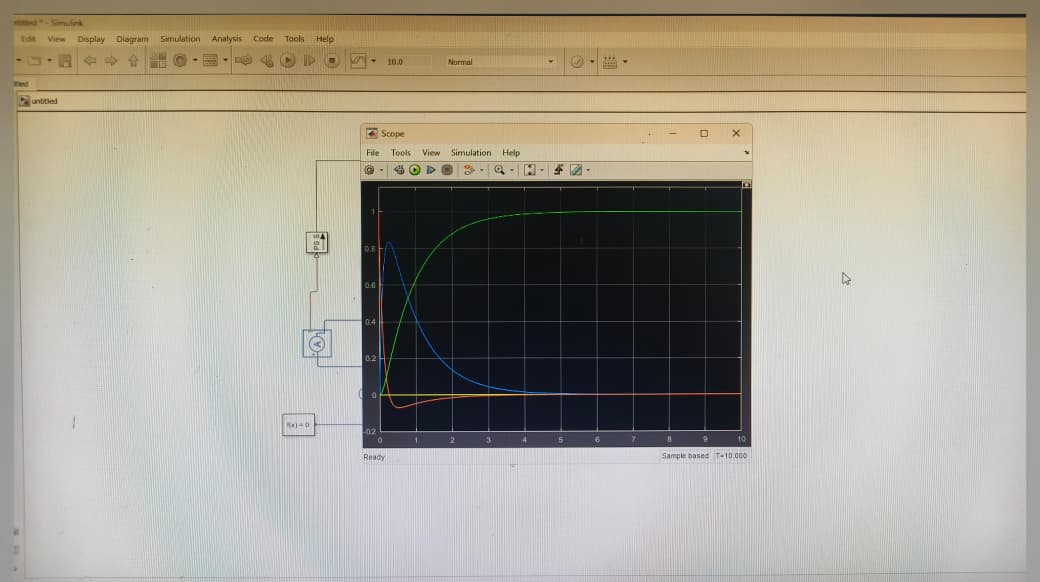 untitled * - Simulink
Edit View Display Diagram Simulation Analysis Code Tools Help
10.0 Normal
untitled
Scope
File Tools View Simulation Help
1
0.8
0.6
0.4
0.2
0
-0.2
0 1 2 3 4 5 6 7 8 9 10
Ready Sample based T=10.000
PS S
A
f(x) = 0